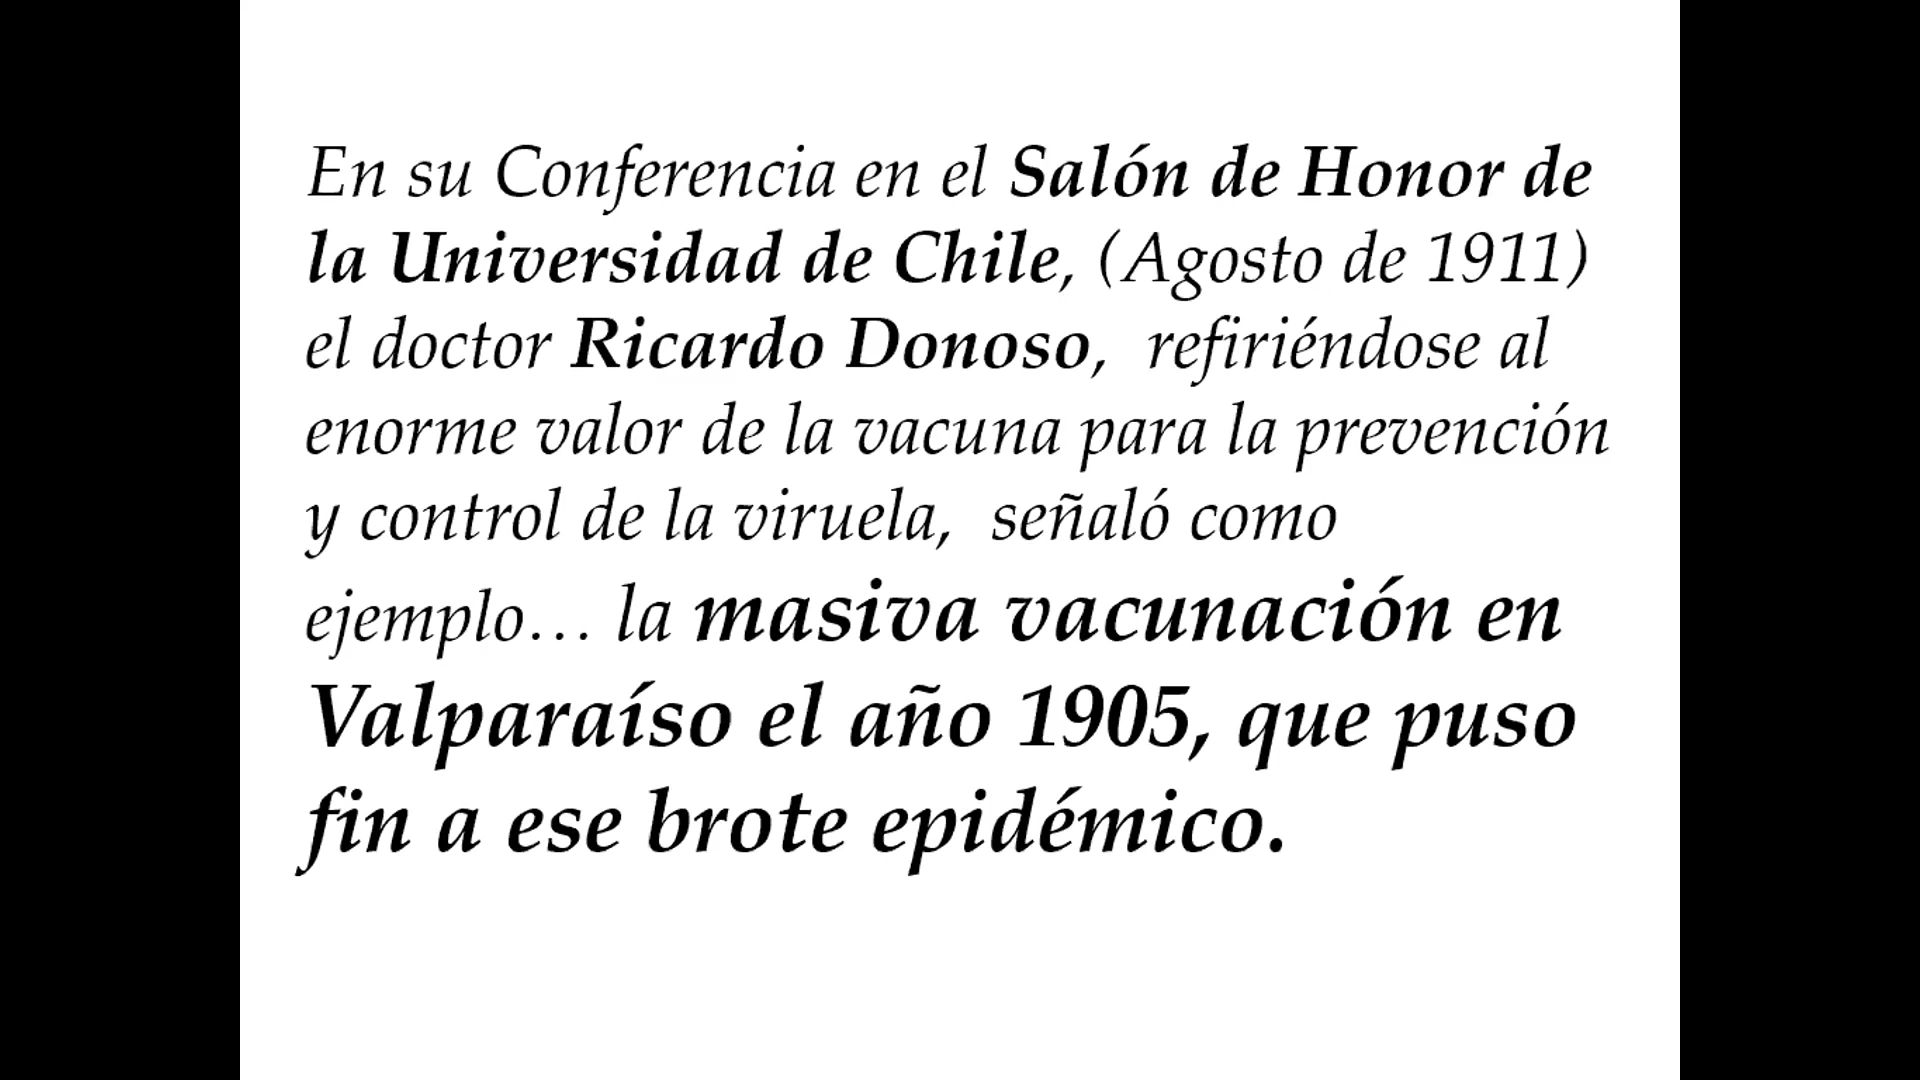 En su Conferencia en el Salón de Honor de
la Universidad de Chile, (Agosto de 1911)
el doctor Ricardo Donoso,  refiriéndose al
enorme valor de la vacuna para la prevención
y control de la viruela,  señaló como
ejemplo… la masiva vacunación en
Valparaíso el año 1905, que puso
fin a ese brote epidémico.